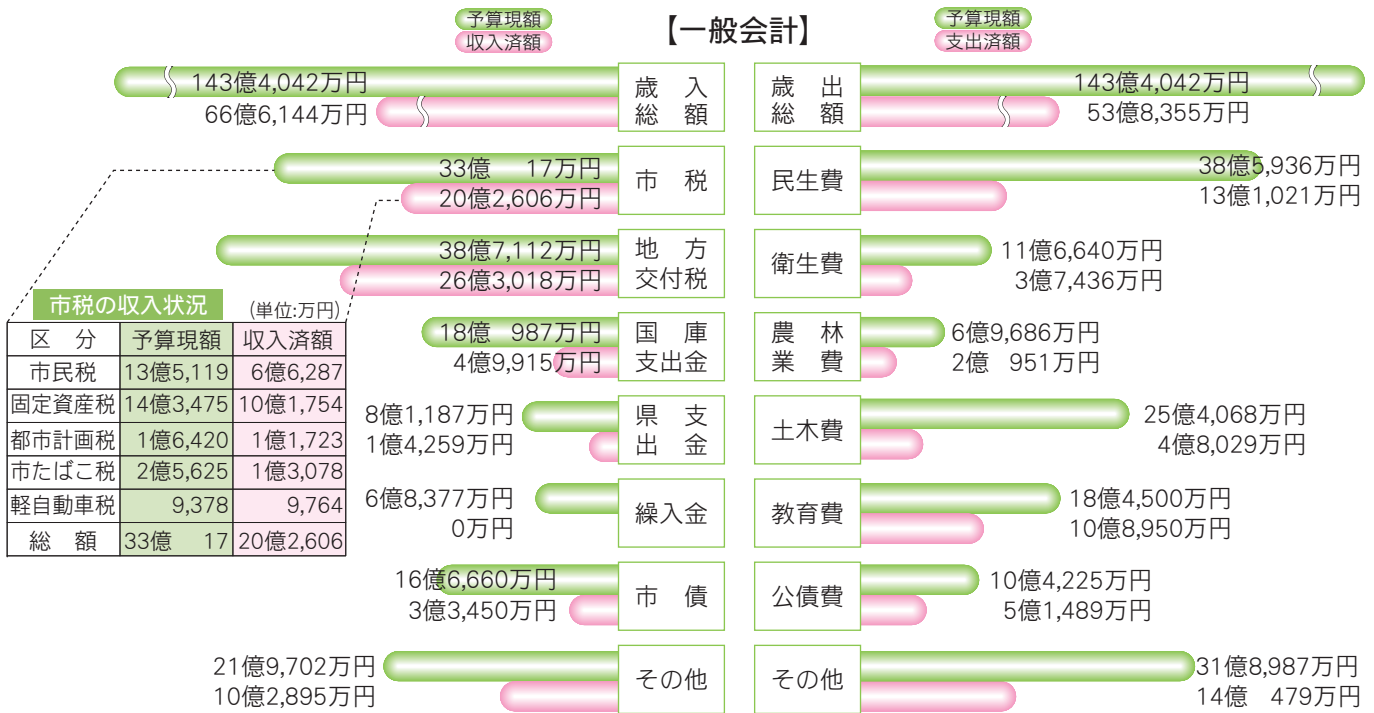 【一般会計】
予算現額
収入済額
予算現額
支出済額
歳入総額
143億4,042万円
66億6,144万円
市税
33億 17万円
20億2,606万円
地方交付税
38億7,112万円
26億3,018万円
国庫支出金
18億 987万円
4億9,915万円
県支出金
8億1,187万円
1億4,259万円
繰入金
6億8,377万円
0万円
市債
16億6,660万円
3億3,450万円
その他
21億9,702万円
10億2,895万円
市税の収入状況 (単位:万円)
区分 予算現額 収入済額
市民税 13億5,119 6億6,287
固定資産税 14億3,475 10億1,754
都市計画税 1億6,420 1億1,723
市たばこ税 2億5,625 1億3,078
軽自動車税 9,378 9,764
総額 33億 17 20億2,606
歳出総額
143億4,042万円
53億8,355万円
民生費
38億5,936万円
13億1,021万円
衛生費
11億6,640万円
3億7,436万円
農林業費
6億9,686万円
2億 951万円
土木費
25億4,068万円
4億8,029万円
教育費
18億4,500万円
10億8,950万円
公債費
10億4,225万円
5億1,489万円
その他
31億8,987万円
14億 479万円